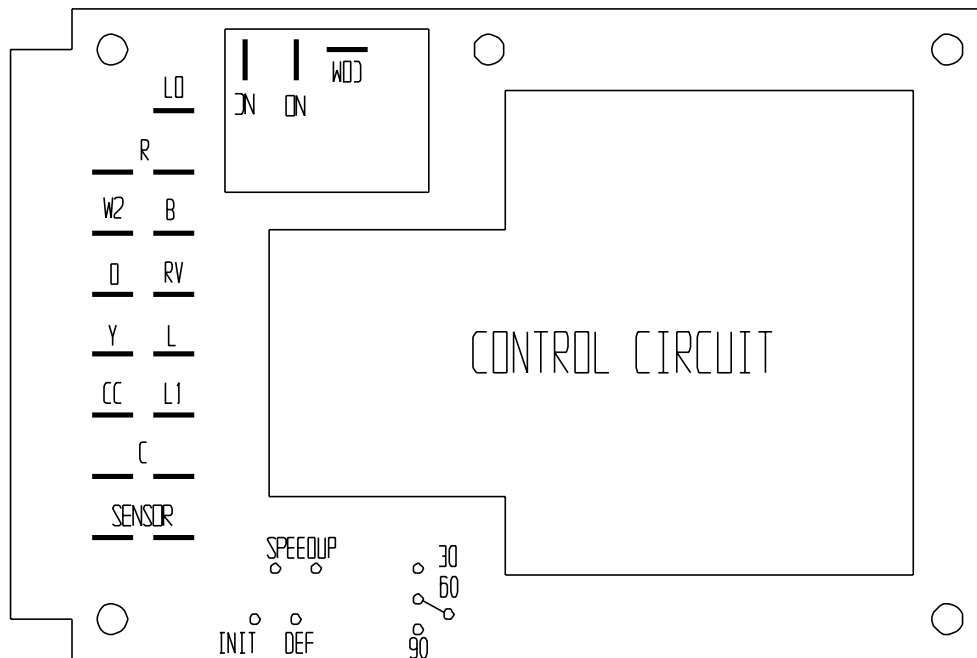 LO
NC NO COM
R
W2 B
O RV
Y L
CC L1
C
SENSOR
CONTROL CIRCUIT
SPEEDUP
30
60
90
INIT DEF